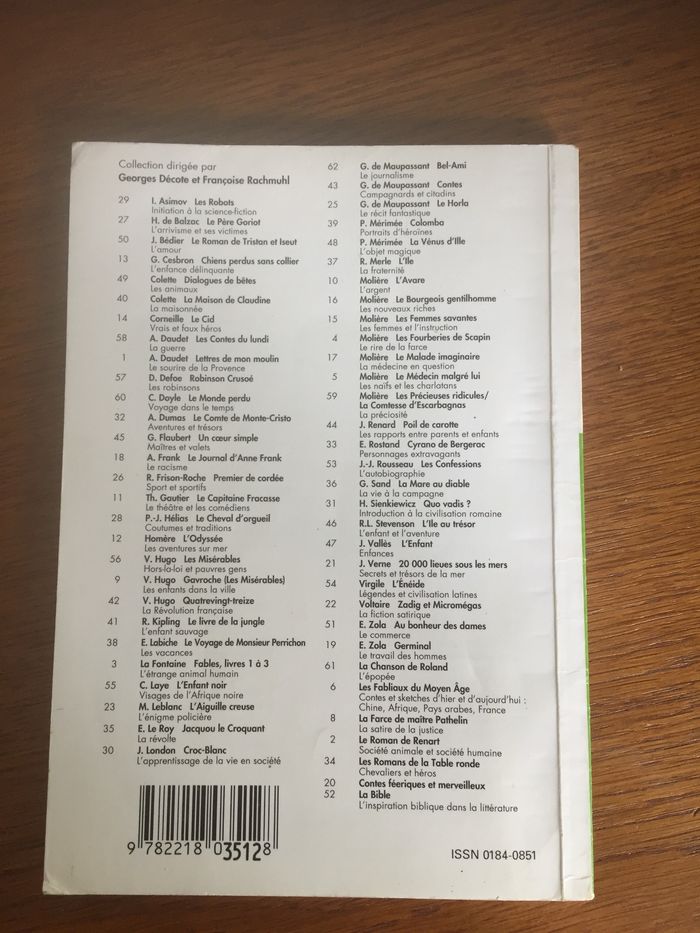 Collection dirigée par
Georges Décote et Françoise Rachmuhl
29 I. Asimov Les Robots
Initiation à la science-fiction
27 H. de Balzac Le Père Goriot
L'arrivisme et ses victimes
50 J. Bédier Le Roman de Tristan et Iseut
L'amour
13 G. Cesbron Chiens perdus sans collier
L'enfance délinquante
49 Colette Dialogues de bêtes
Les animaux
40 Colette La Maison de Claudine
La maisonnée
14 Corneille Le Cid
Vrais et faux héros
58 A. Daudet Les Contes du lundi
La guerre
1 A. Daudet Lettres de mon moulin
Le sourire de la Provence
57 D. Defoe Robinson Crusoé
Les robinsons
60 C. Doyle Le Monde perdu
Voyage dans le temps
32 A. Dumas Le Comte de Monte-Cristo
Aventures et trésors
45 G. Flaubert Un cœur simple
Maîtres et valets
18 A. Frank Le Journal d'Anne Frank
Le racisme
26 R. Frison-Roche Premier de cordée
Sport et sportifs
11 Th. Gautier Le Capitaine Fracasse
Le théâtre et les comédiens
28 P.-J. Hélias Le Cheval d'orgueil
Coutumes et traditions
12 Homère L'Odyssée
Les aventures sur mer
56 V. Hugo Les Misérables
Hors-la-loi et pauvres gens
9 V. Hugo Gavroche (Les Misérables)
Les enfants dans la ville
42 V. Hugo Quatrevingt-treize
La Révolution française
41 R. Kipling Le livre de la jungle
L'enfant sauvage
38 E. Labiche Le Voyage de Monsieur Perrichon
Les vacances
3 La Fontaine Fables, livres 1 à 3
L'étrange animal humain
55 C. Laye L'Enfant noir
Visages de l'Afrique noire
23 M. Leblanc L'Aiguille creuse
L'énigme policière
35 E. Le Roy Jacquou le Croquant
La révolte
30 J. London Croc-Blanc
L'apprentissage de la vie en société
62 G. de Maupassant Bel-Ami
Le journalisme
43 G. de Maupassant Contes
Campagnards et citadins
25 G. de Maupassant Le Horla
Le récit fantastique
39 P. Mérimée Colomba
Portraits d'héroïnes
48 P. Mérimée La Vénus d'Ille
L'objet magique
37 R. Merle L'Ile
La fraternité
10 Molière L'Avare
L'argent
16 Molière Le Bourgeois gentilhomme
Les nouveaux riches
15 Molière Les Femmes savantes
Les femmes et l'instruction
4 Molière Les Fourberies de Scapin
Le rire de la farce
17 Molière Le Malade imaginaire
La médecine en question
5 Molière Le Médecin malgré lui
Les naïfs et les charlatans
59 Molière Les Précieuses ridicules/
La Comtesse d'Escarbagnas
La préciosité
44 J. Renard Poil de carotte
Les rapports entre parents et enfants
33 E. Rostand Cyrano de Bergerac
Personnages extravagants
53 J.-J. Rousseau Les Confessions
L'autobiographie
36 G. Sand La Mare au diable
La vie à la campagne
31 H. Sienkiewicz Quo vadis ?
Introduction à la civilisation romaine
46 R.L. Stevenson L'Ile au trésor
L'enfant et l'aventure
47 J. Vallès L'Enfant
Enfances
21 J. Verne 20 000 lieues sous les mers
Secrets et trésors de la mer
54 Virgile L'Énéide
Légendes et civilisation latines
22 Voltaire Zadig et Micromégas
La fiction satirique
51 E. Zola Au bonheur des dames
Le commerce
19 E. Zola Germinal
Le travail des hommes
61 La Chanson de Roland
L'épopée
6 Les Fabliaux du Moyen Âge
Contes et sketches d'hier et d'aujourd'hui :
Chine, Afrique, Pays arabes, France
8 La Farce de maître Pathelin
La satire de la justice
2 Le Roman de Renart
Société animale et société humaine
34 Les Romans de la Table ronde
Chevaliers et héros
20 Contes féeriques et merveilleux
52 La Bible
L'inspiration biblique dans la littérature
9 782218 035128
ISSN 0184-0851